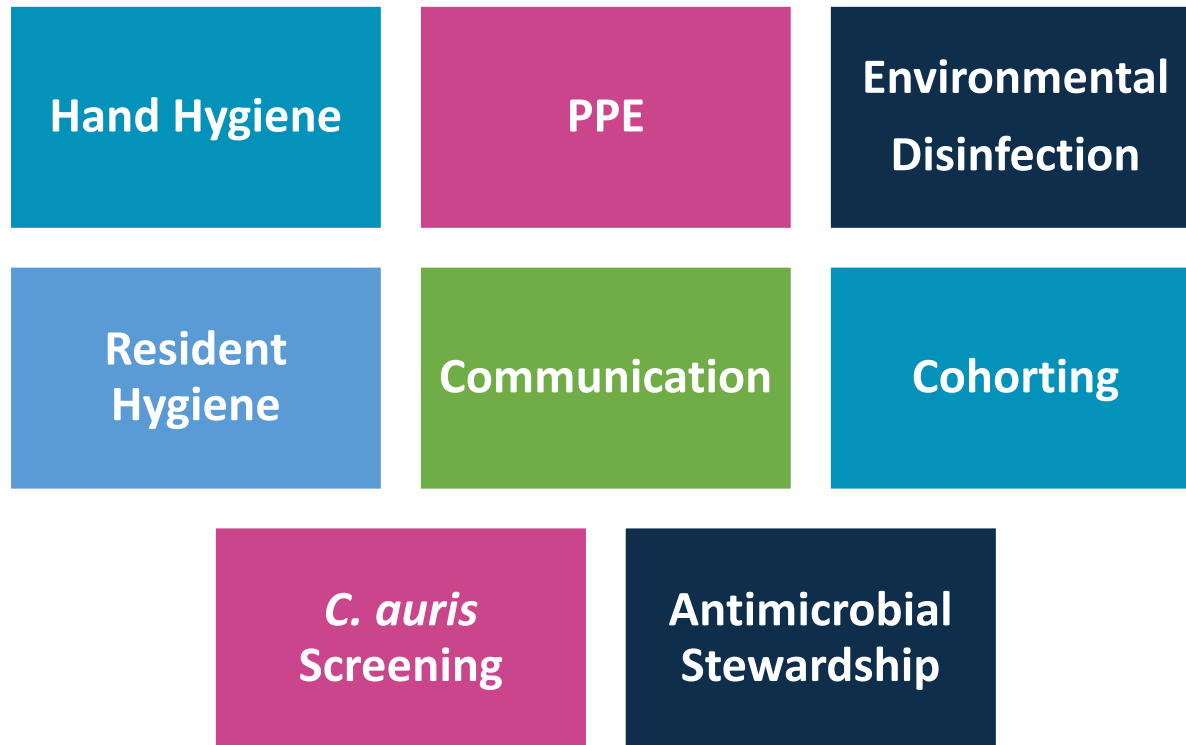 Hand Hygiene
PPE
Environmental
Disinfection
Resident
Hygiene
Communication
Cohorting
C. auris
Screening
Antimicrobial
Stewardship